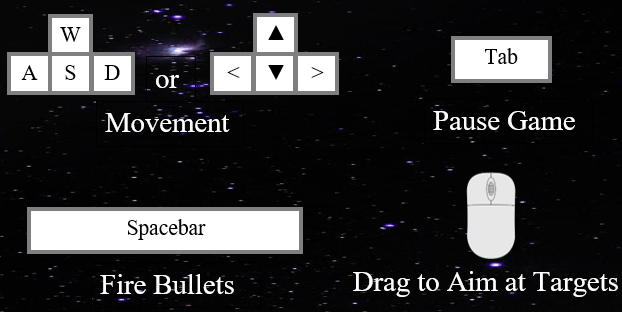 W
▲
A S D or < ▼ >
Movement
Tab
Pause Game
Spacebar
Fire Bullets
Drag to Aim at Targets